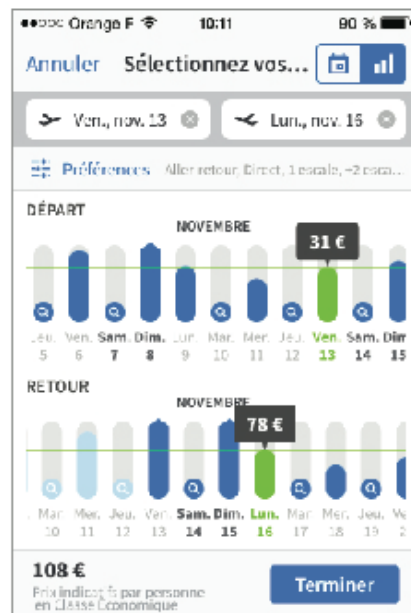 Orange F 10:11 90 %
Annuler Sélectionnez vos...
Ven., nov. 13 Lun., nov. 16
Préférences Aller retour, Direct, 1 escale, +2 esca...
DÉPART
NOVEMBRE
31 €
Jeu. Ven. Sam. Dim. Lun. Mar. Mer. Jeu. Ven. Sam. Dim
5 6 7 8 9 10 11 12 13 14 15
RETOUR
NOVEMBRE
78 €
Mar. Mer. Jeu. Ven. Sam. Dim. Lun. Mar. Mer. Jeu. Ve
10 11 12 13 14 15 16 17 18 19 2
108 €
Prix indicatifs par personne
en Classe Économique
Terminer